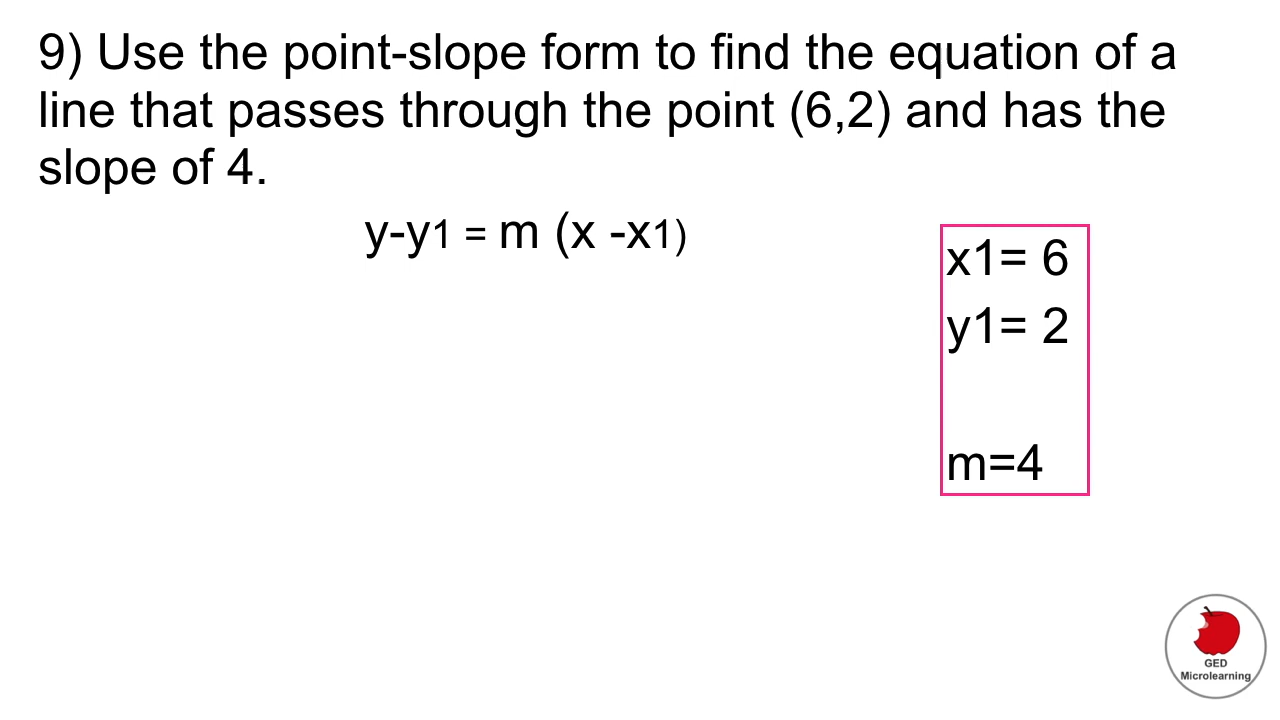 9) Use the point-slope form to find the equation of a
line that passes through the point (6,2) and has the
slope of 4.
y-y1 = m (x -x1)
x1= 6
y1= 2
m=4
GED
Microlearning